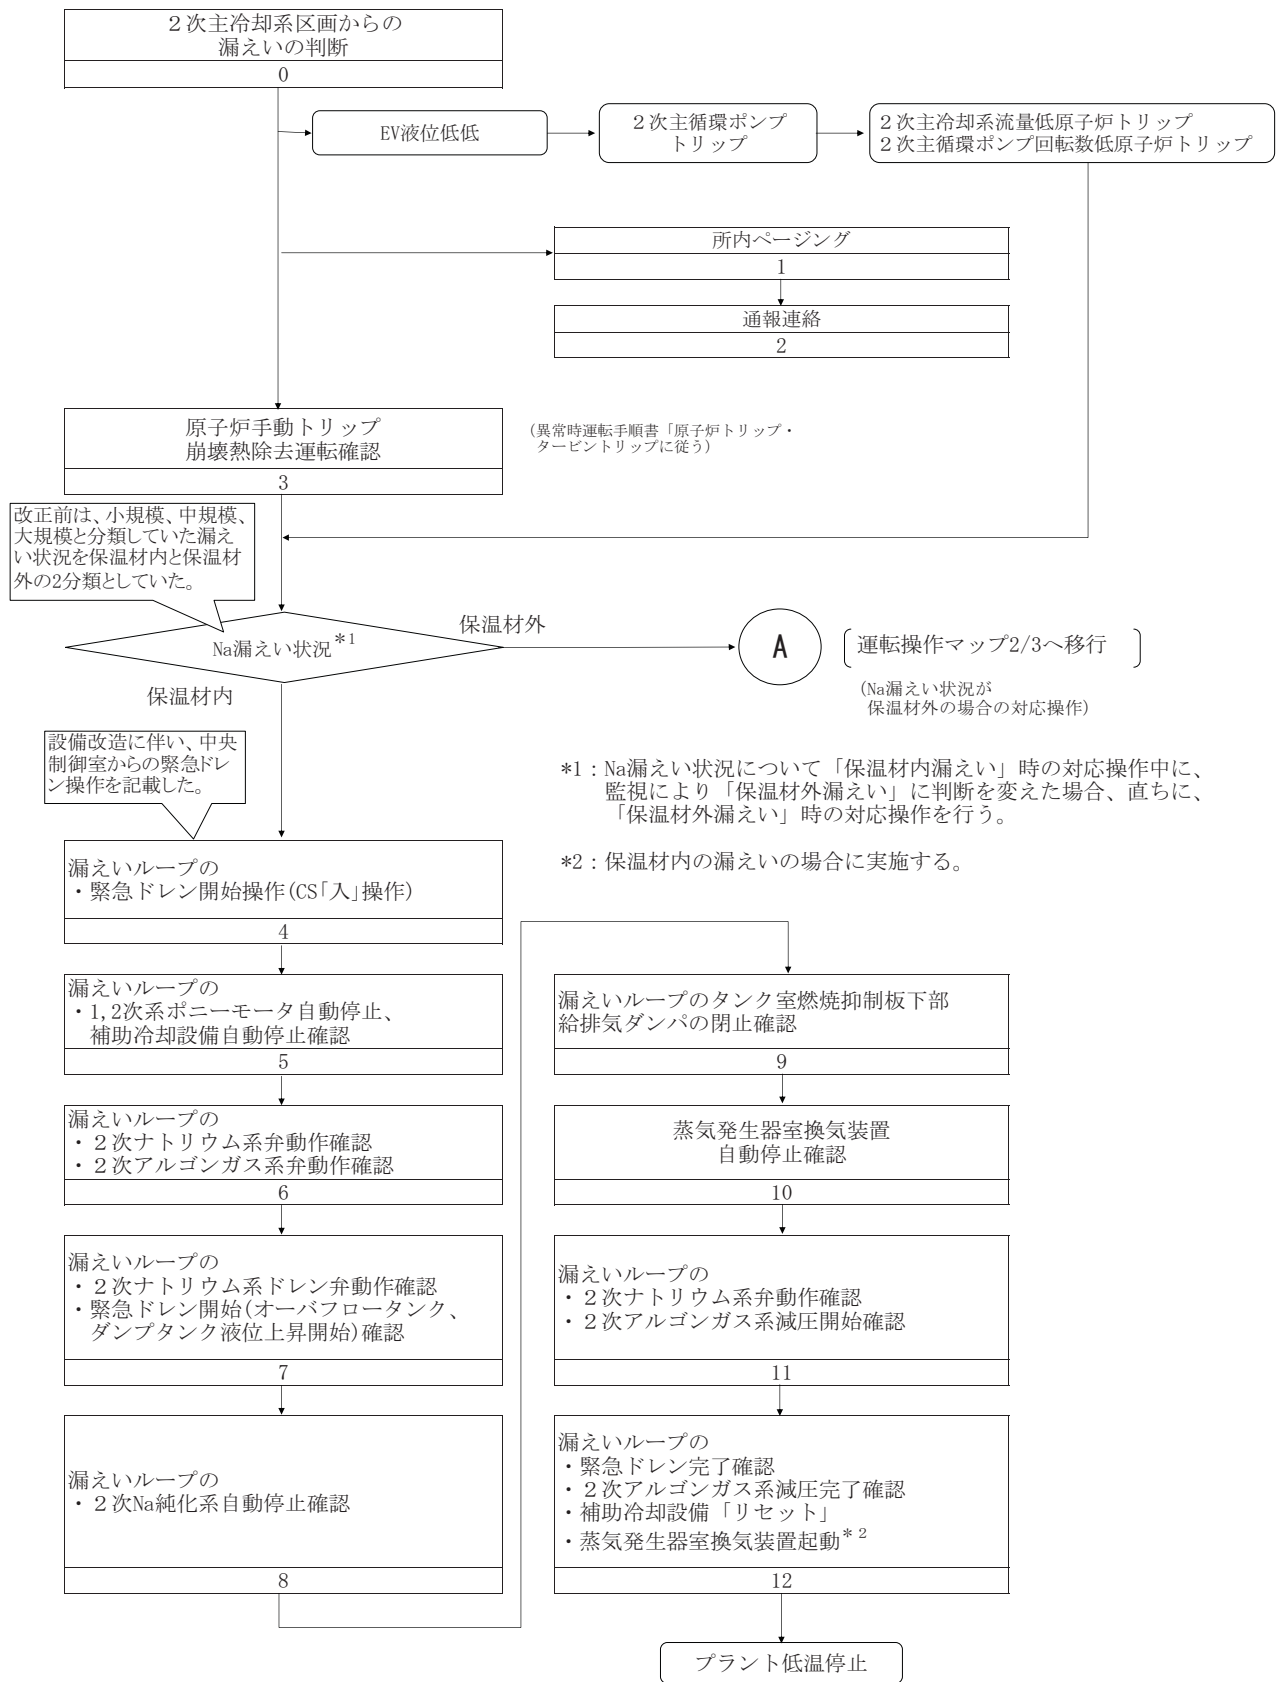 ２次主冷却系区画からの
漏えいの判断
0
EV液位低低
２次主循環ポンプ
トリップ
２次主冷却系流量低原子炉トリップ
２次主循環ポンプ回転数低原子炉トリップ
所内ページング
1
通報連絡
2
原子炉手動トリップ
崩壊熱除去運転確認
3
(異常時運転手順書「原子炉トリップ・
タービントリップに従う)
改正前は、小規模、中規模、
大規模と分類していた漏え
い状況を保温材内と保温材
外の2分類としていた。
Na漏えい状況＊1
保温材外
A
運転操作マップ2/3へ移行
(Na漏えい状況が
保温材外の場合の対応操作)
保温材内
設備改造に伴い、中央
制御室からの緊急ドレ
ン操作を記載した。
*1：Na漏えい状況について「保温材内漏えい」時の対応操作中に、
監視により「保温材外漏えい」に判断を変えた場合、直ちに、
「保温材外漏えい」時の対応操作を行う。
*2：保温材内の漏えいの場合に実施する。
漏えいループの
・緊急ドレン開始操作(CS「入」操作)
4
漏えいループの
・1,2次系ポニーモータ自動停止、
補助冷却設備自動停止確認
5
漏えいループの
・２次ナトリウム系弁動作確認
・２次アルゴンガス系弁動作確認
6
漏えいループの
・２次ナトリウム系ドレン弁動作確認
・緊急ドレン開始(オーバフロータンク、
ダンプタンク液位上昇開始)確認
7
漏えいループの
・２次Na純化系自動停止確認
8
漏えいループのタンク室燃焼抑制板下部
給排気ダンパの閉止確認
9
蒸気発生器室換気装置
自動停止確認
10
漏えいループの
・２次ナトリウム系弁動作確認
・２次アルゴンガス系減圧開始確認
11
漏えいループの
・緊急ドレン完了確認
・２次アルゴンガス系減圧完了確認
・補助冷却設備「リセット」
・蒸気発生器室換気装置起動＊2
12
プラント低温停止